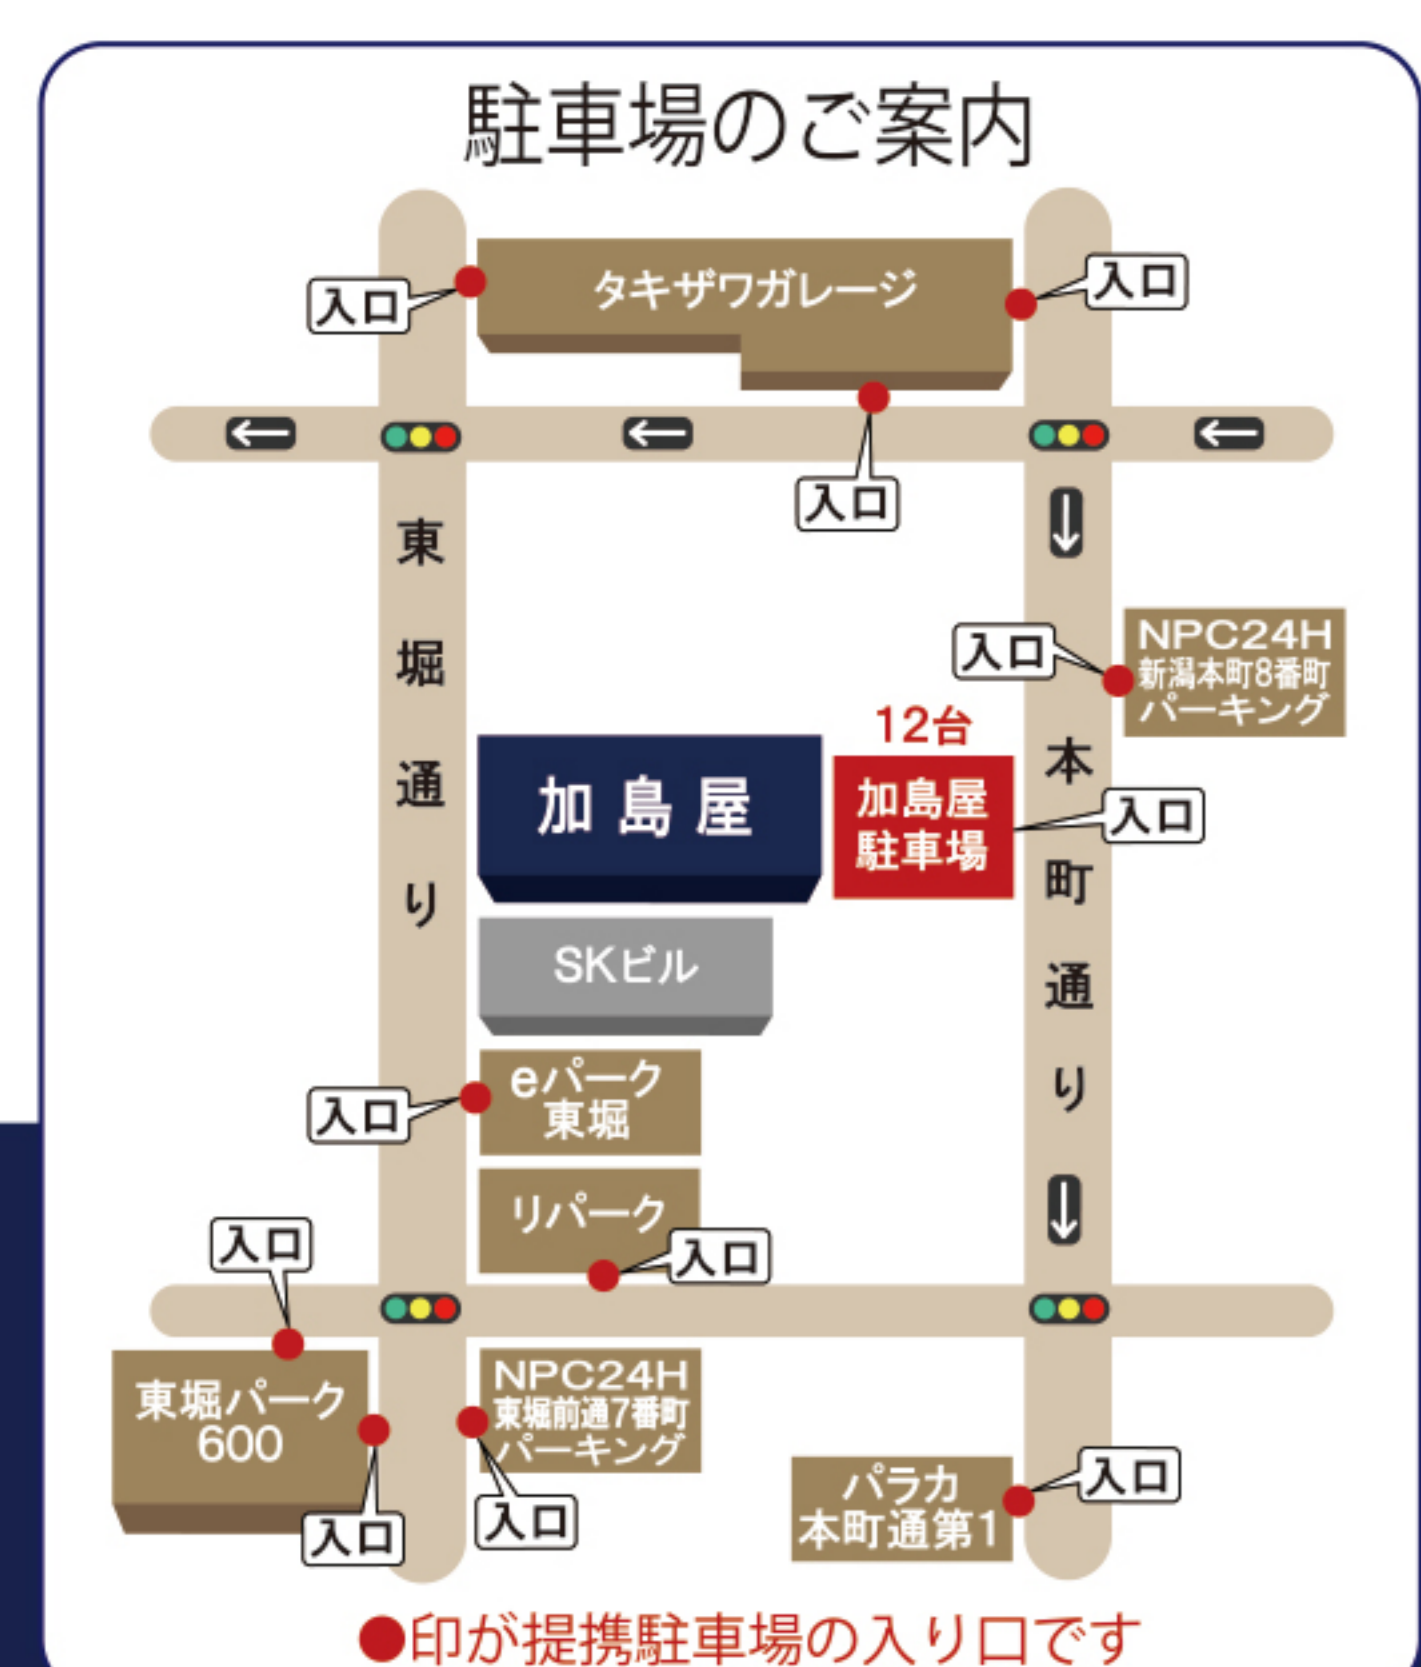 駐車場のご案内
タキザワガレージ
入口
入口
入口
東堀通り
NPC24H
新潟本町8番町
パーキング
入口
12台
加島屋
加島屋
駐車場
入口
本町通り
SKビル
eパーク
東堀
入口
リパーク
入口
入口
東堀パーク
600
入口
NPC24H
東堀前通7番町
パーキング
入口
パラカ
本町通第1
入口
●印が提携駐車場の入り口です